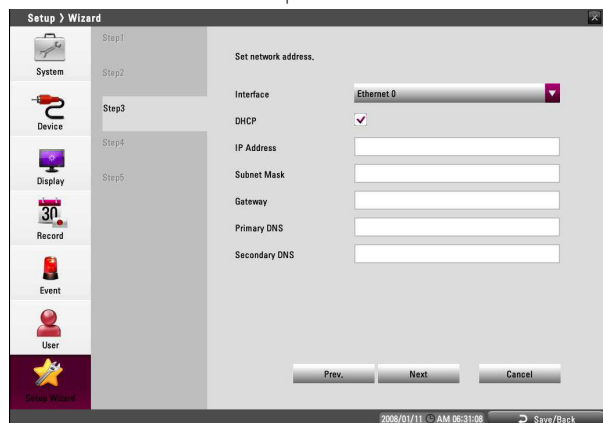 Setup > Wizard
System
Device
Display
30
Record
Event
User
Setup Wizard
Step1
Step2
Step3
Step4
Step5
Set network address.
Interface
Ethernet 0
DHCP
IP Address
Subnet Mask
Gateway
Primary DNS
Secondary DNS
Prev.
Next
Cancel
2008/01/11 AM 06:31:08
Save/Back